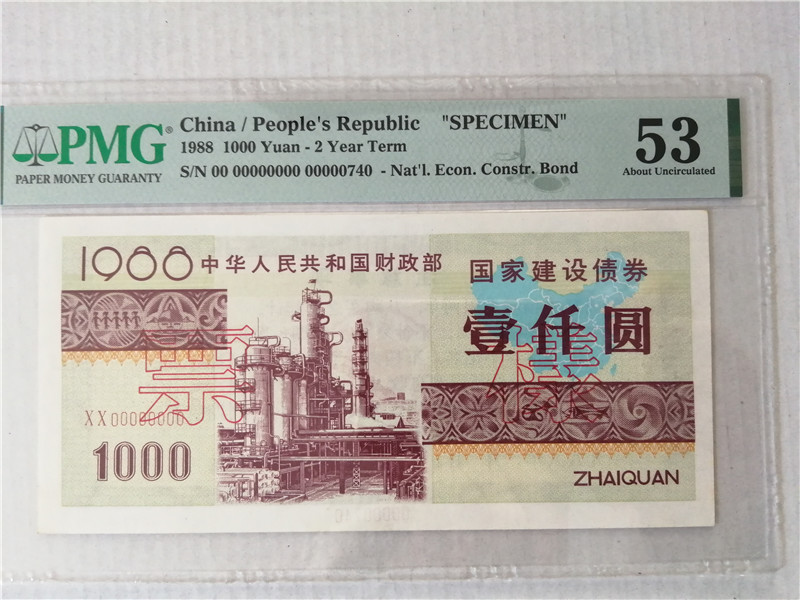 PMG®
PAPER MONEY GUARANTY
China / People's Republic "SPECIMEN"
1988 1000 Yuan - 2 Year Term
S/N 00 00000000 00000740 - Nat'l. Econ. Constr. Bond
53
About Uncirculated
1988 中华人民共和国财政部
国家建设债券
壹仟圆
票樣
XX00000000
1000
ZHAIQUAN